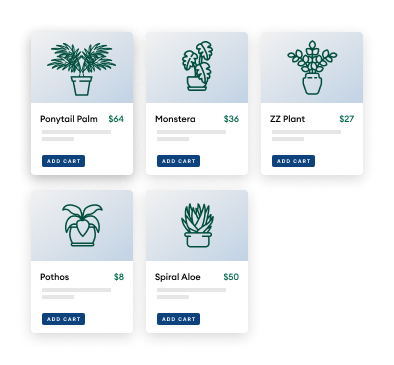 Ponytail Palm $64
ADD CART
Monstera $36
ADD CART
ZZ Plant $27
ADD CART
Pothos $8
ADD CART
Spiral Aloe $50
ADD CART